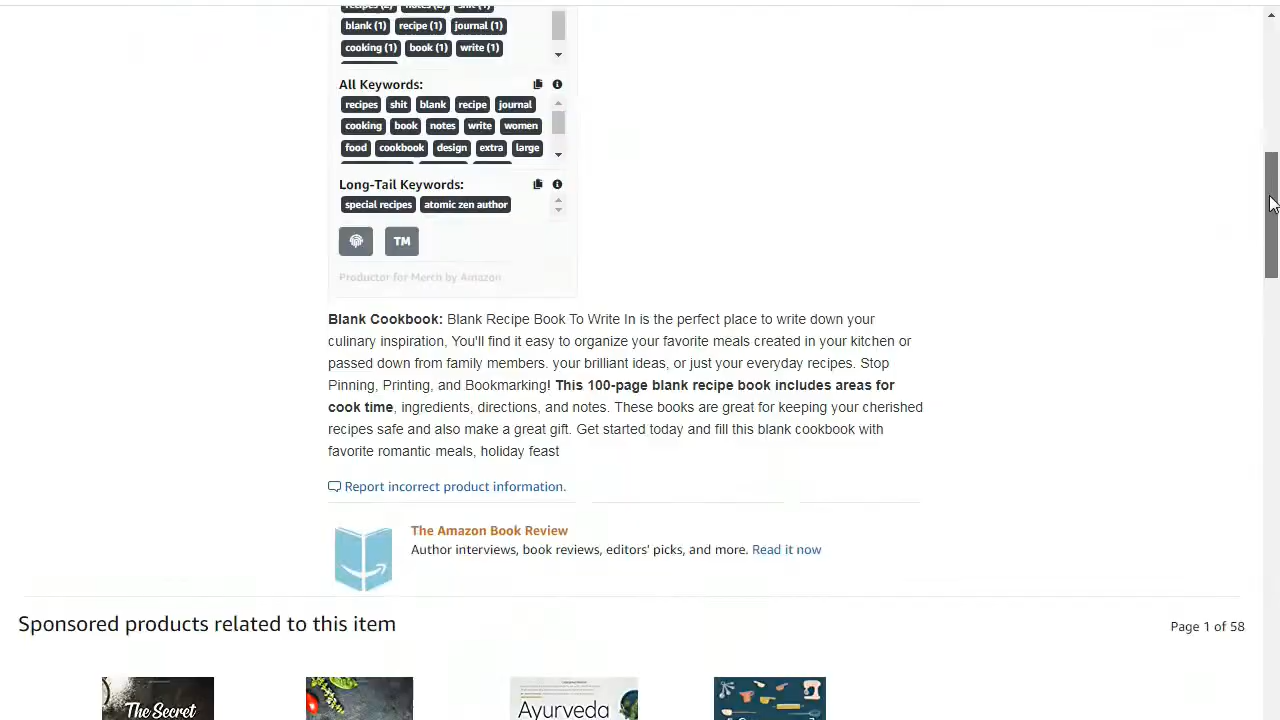 recipes (2) notes (2) shit (1)
blank (1) recipe (1) journal (1)
cooking (1) book (1) write (1)
All Keywords:
recipes shit blank recipe journal
cooking book notes write women
food cookbook design extra large
Long-Tail Keywords:
special recipes atomic zen author
TM
Productor for Merch by Amazon
Blank Cookbook: Blank Recipe Book To Write In is the perfect place to write down your
culinary inspiration, You'll find it easy to organize your favorite meals created in your kitchen or
passed down from family members. your brilliant ideas, or just your everyday recipes. Stop
Pinning, Printing, and Bookmarking! This 100-page blank recipe book includes areas for
cook time, ingredients, directions, and notes. These books are great for keeping your cherished
recipes safe and also make a great gift. Get started today and fill this blank cookbook with
favorite romantic meals, holiday feast
Report incorrect product information.
The Amazon Book Review
Author interviews, book reviews, editors' picks, and more. Read it now
Sponsored products related to this item
Page 1 of 58
The Secret
Ayurveda